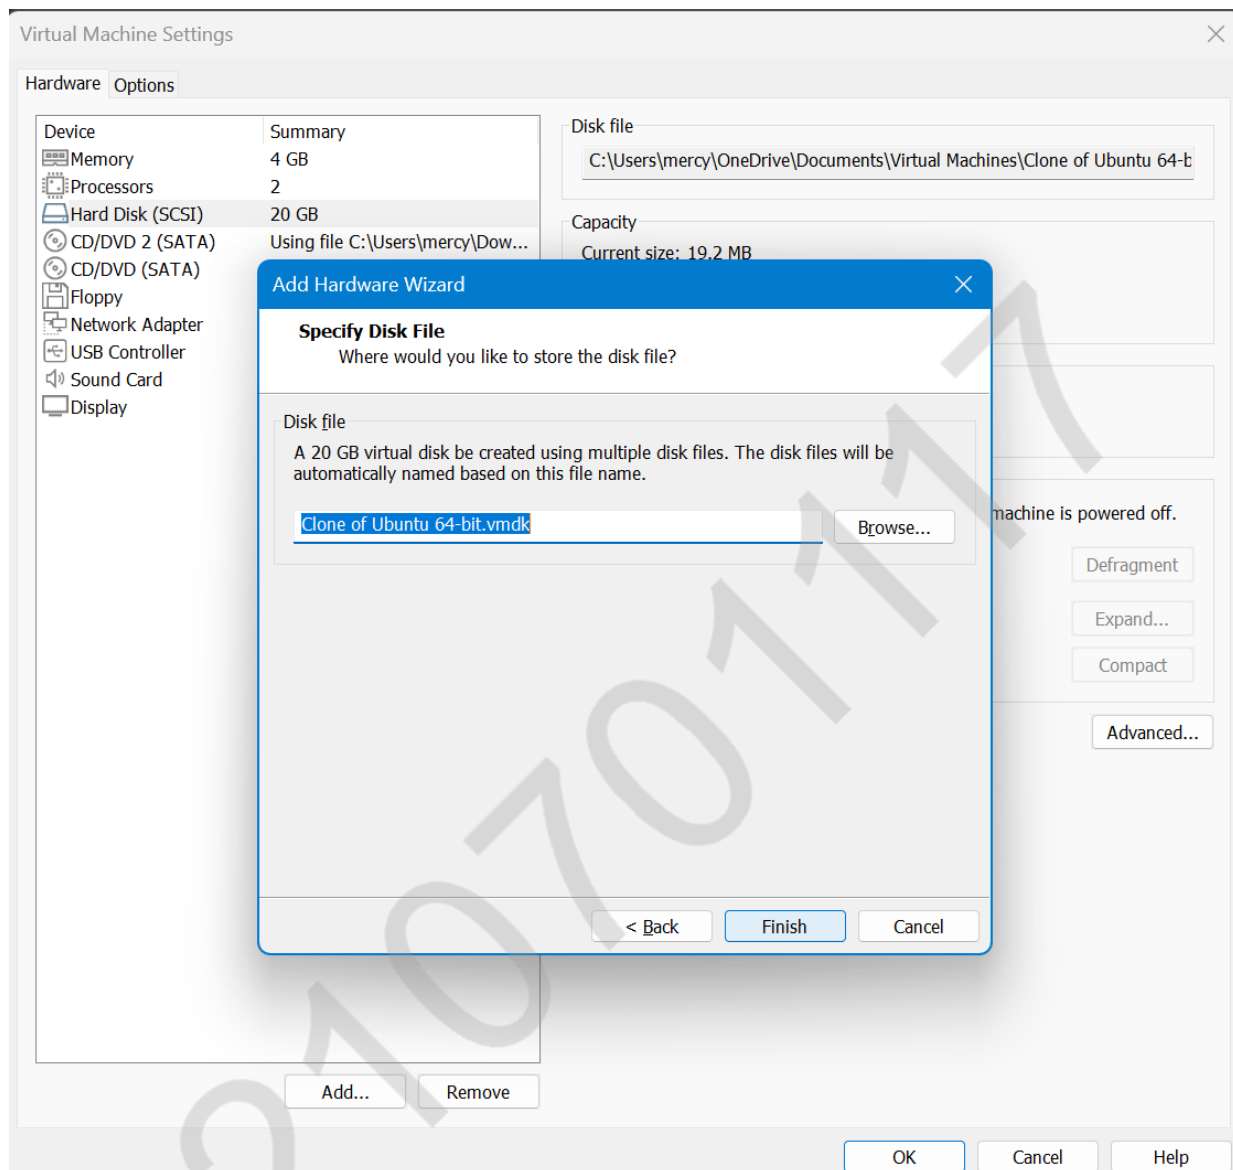 Virtual Machine Settings
Hardware Options
Device Summary
Memory 4 GB
Processors 2
Hard Disk (SCSI) 20 GB
CD/DVD 2 (SATA) Using file C:\Users\mercy\Dow...
CD/DVD (SATA)
Floppy
Network Adapter
USB Controller
Sound Card
Display
Add... Remove
Disk file
C:\Users\mercy\OneDrive\Documents\Virtual Machines\Clone of Ubuntu 64-b
Capacity
Current size: 19.2 MB
machine is powered off.
Defragment
Expand...
Compact
Advanced...
Add Hardware Wizard
Specify Disk File
Where would you like to store the disk file?
Disk file
A 20 GB virtual disk be created using multiple disk files. The disk files will be
automatically named based on this file name.
Clone of Ubuntu 64-bit.vmdk
Browse...
< Back Finish Cancel
OK Cancel Help
210701117